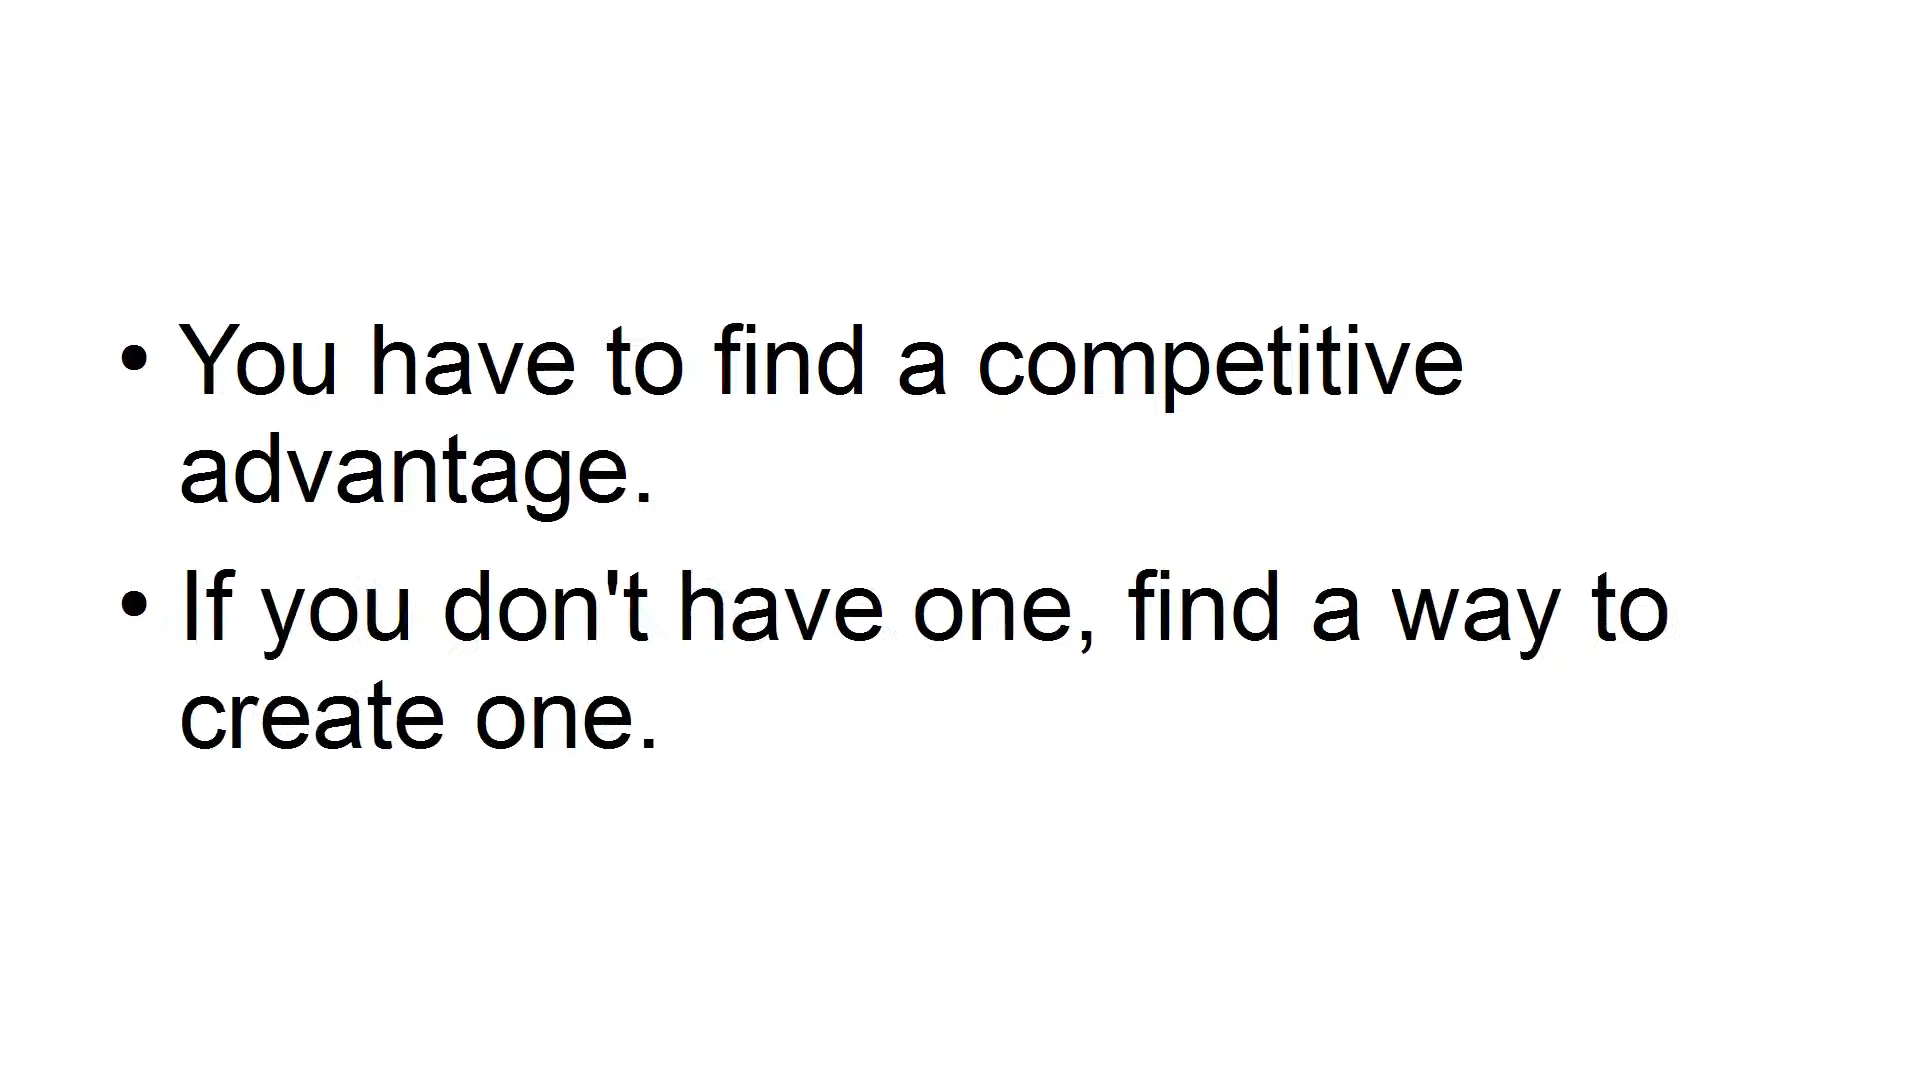 • You have to find a competitive
advantage.
• If you don't have one, find a way to
create one.